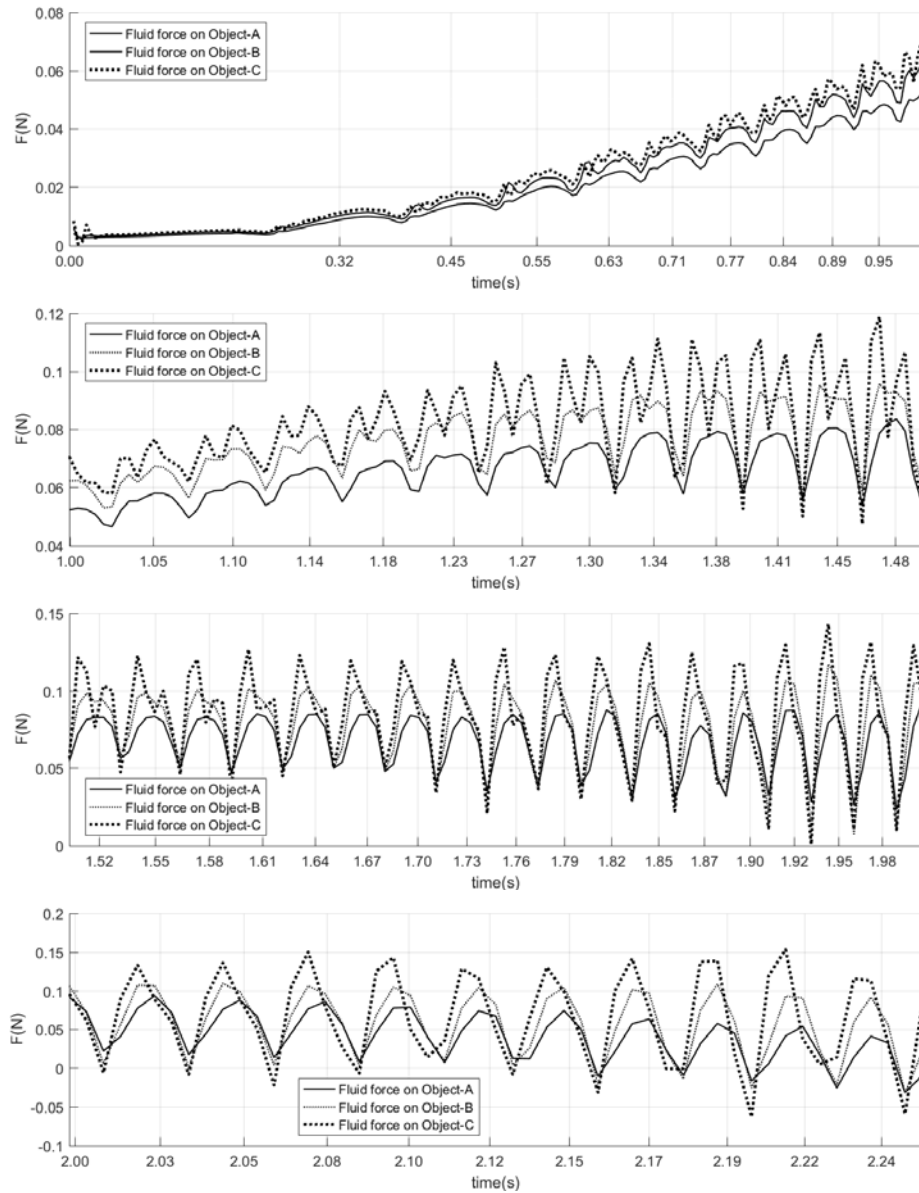 0.08
Fluid force on Object-A
Fluid force on Object-B
Fluid force on Object-C
0.06
F(N)
0.04
0.02
0
0.00 0.32 0.45 0.55 0.63 0.71 0.77 0.84 0.89 0.95
time(s)
0.12
Fluid force on Object-A
Fluid force on Object-B
Fluid force on Object-C
0.1
F(N)
0.08
0.06
0.04
1.00 1.05 1.10 1.14 1.18 1.23 1.27 1.30 1.34 1.38 1.41 1.45 1.48
time(s)
0.15
0.1
F(N)
0.05
Fluid force on Object-A
Fluid force on Object-B
Fluid force on Object-C
0
1.52 1.55 1.58 1.61 1.64 1.67 1.70 1.73 1.76 1.79 1.82 1.85 1.87 1.90 1.92 1.95 1.98
time(s)
0.2
0.15
0.1
F(N)
0.05
0
Fluid force on Object-A
-0.05
Fluid force on Object-B
Fluid force on Object-C
-0.1
2.00 2.03 2.05 2.08 2.10 2.12 2.15 2.17 2.19 2.22 2.24
time(s)